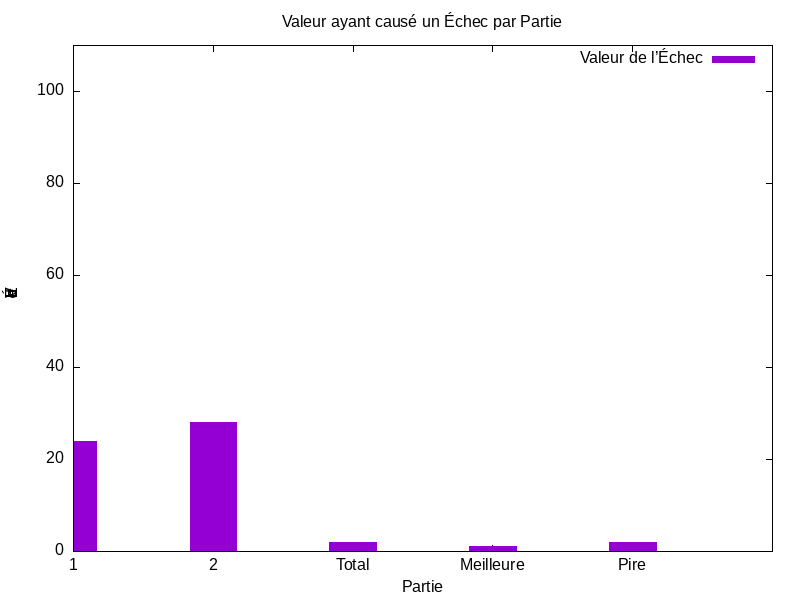 Valeur ayant causé un Échec par Partie
Valeur de l'Échec
100
80
60
40
20
0
1 2 Total Meilleure Pire
Partie